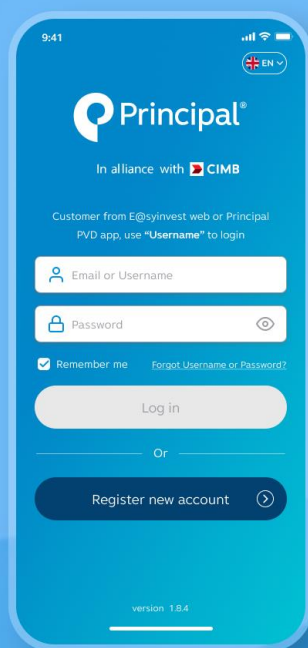 9:41
EN
Principal®
In alliance with CIMB
Customer from E@syinvest web or Principal
PVD app, use “Username” to login
Email or Username
Password
Remember me Forgot Username or Password?
Log in
Or
Register new account
version 1.8.4